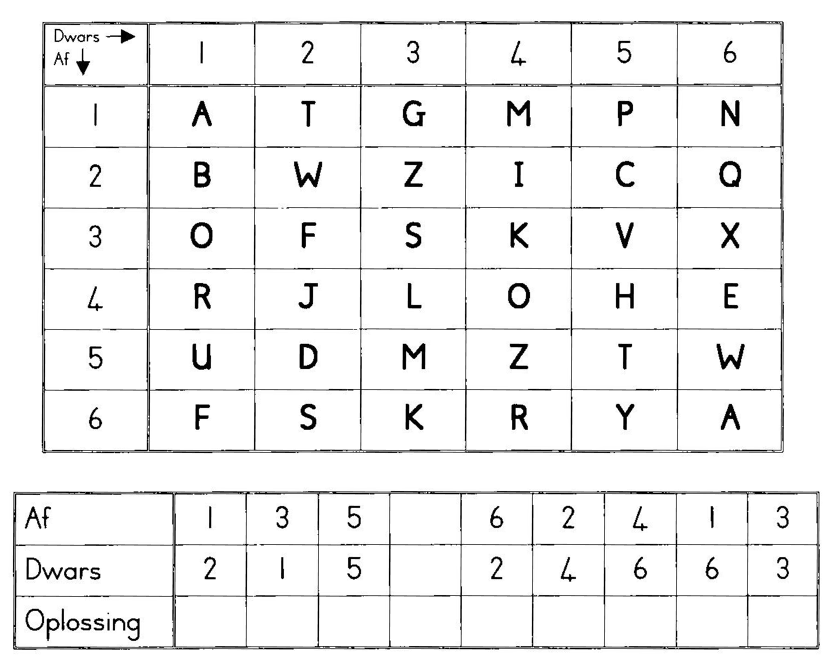 Dwars → 1 2 3 4 5 6
Af ↓
1 A T G M P N
2 B W Z I C Q
3 O F S K V X
4 R J L O H E
5 U D M Z T W
6 F S K R Y A
Af 1 3 5 6 2 4 1 3
Dwars 2 1 5 2 4 6 6 3
Oplossing